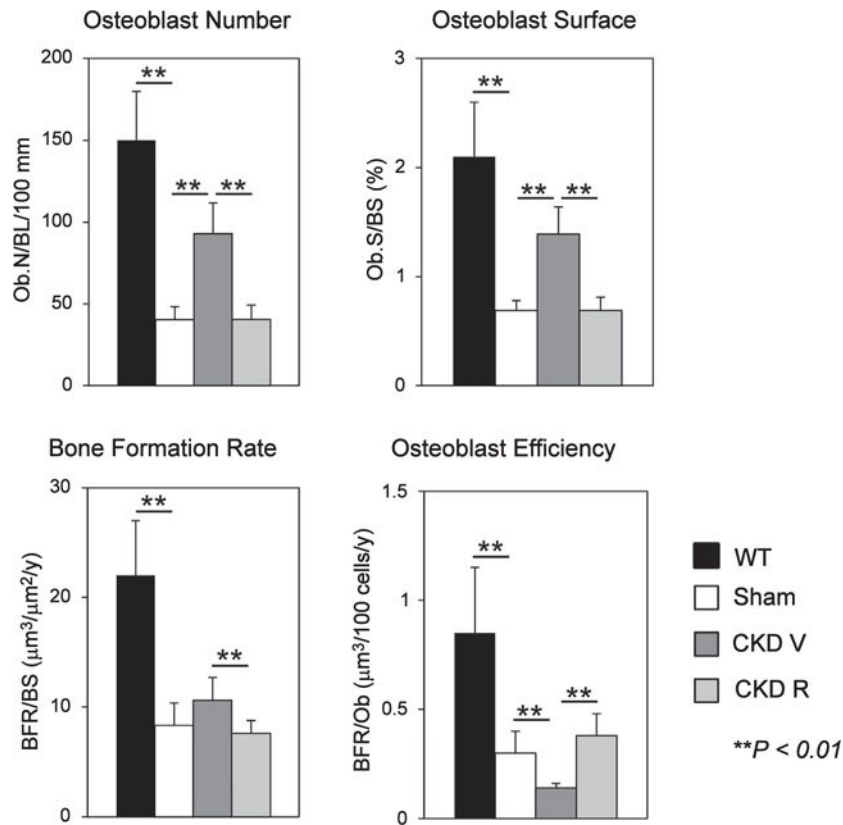 Osteoblast Number
Ob.N/BL/100 mm
200
150
100
50
0
**
**
**
Osteoblast Surface
Ob.S/BS (%)
3
2
1
0
**
**
**
Bone Formation Rate
BFR/BS (μm³/μm²/y)
30
20
10
0
**
**
Osteoblast Efficiency
BFR/Ob (μm³/100 cells/y)
1.5
1
0.5
0
**
**
**
WT
Sham
CKD V
CKD R
**P < 0.01